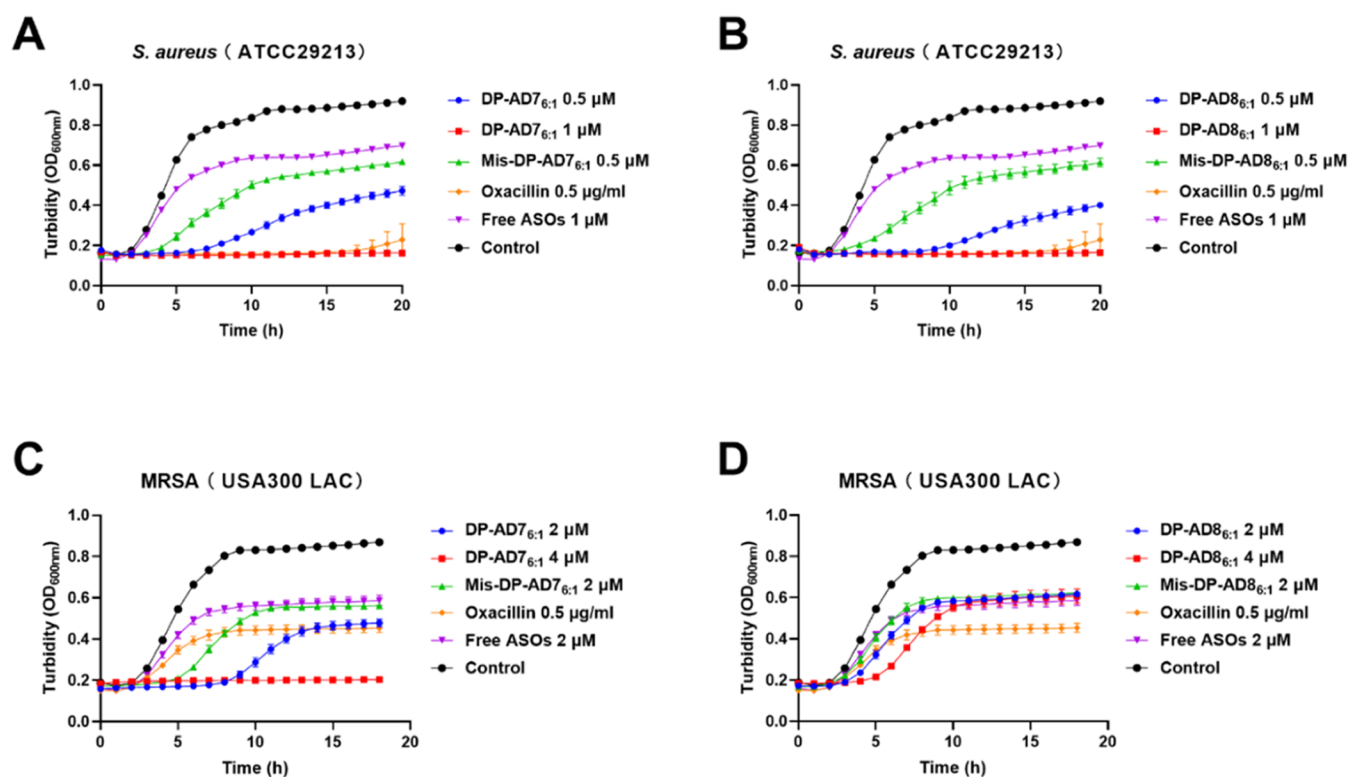 A
S. aureus ( ATCC29213)
Turbidity (OD600nm)
1.0
0.8
0.6
0.4
0.2
0.0
0 5 10 15 20
Time (h)
DP-AD76:1 0.5 μM
DP-AD76:1 1 μM
Mis-DP-AD76:1 0.5 μM
Oxacillin 0.5 μg/ml
Free ASOs 1 μM
Control
B
S. aureus ( ATCC29213)
Turbidity (OD600nm)
1.0
0.8
0.6
0.4
0.2
0.0
0 5 10 15 20
Time (h)
DP-AD86:1 0.5 μM
DP-AD86:1 1 μM
Mis-DP-AD86:1 0.5 μM
Oxacillin 0.5 μg/ml
Free ASOs 1 μM
Control
C
MRSA ( USA300 LAC)
Turbidity (OD600nm)
1.0
0.8
0.6
0.4
0.2
0.0
0 5 10 15 20
Time (h)
DP-AD76:1 2 μM
DP-AD76:1 4 μM
Mis-DP-AD76:1 2 μM
Oxacillin 0.5 μg/ml
Free ASOs 2 μM
Control
D
MRSA ( USA300 LAC)
Turbidity (OD600nm)
1.0
0.8
0.6
0.4
0.2
0.0
0 5 10 15 20
Time (h)
DP-AD86:1 2 μM
DP-AD86:1 4 μM
Mis-DP-AD86:1 2 μM
Oxacillin 0.5 μg/ml
Free ASOs 2 μM
Control